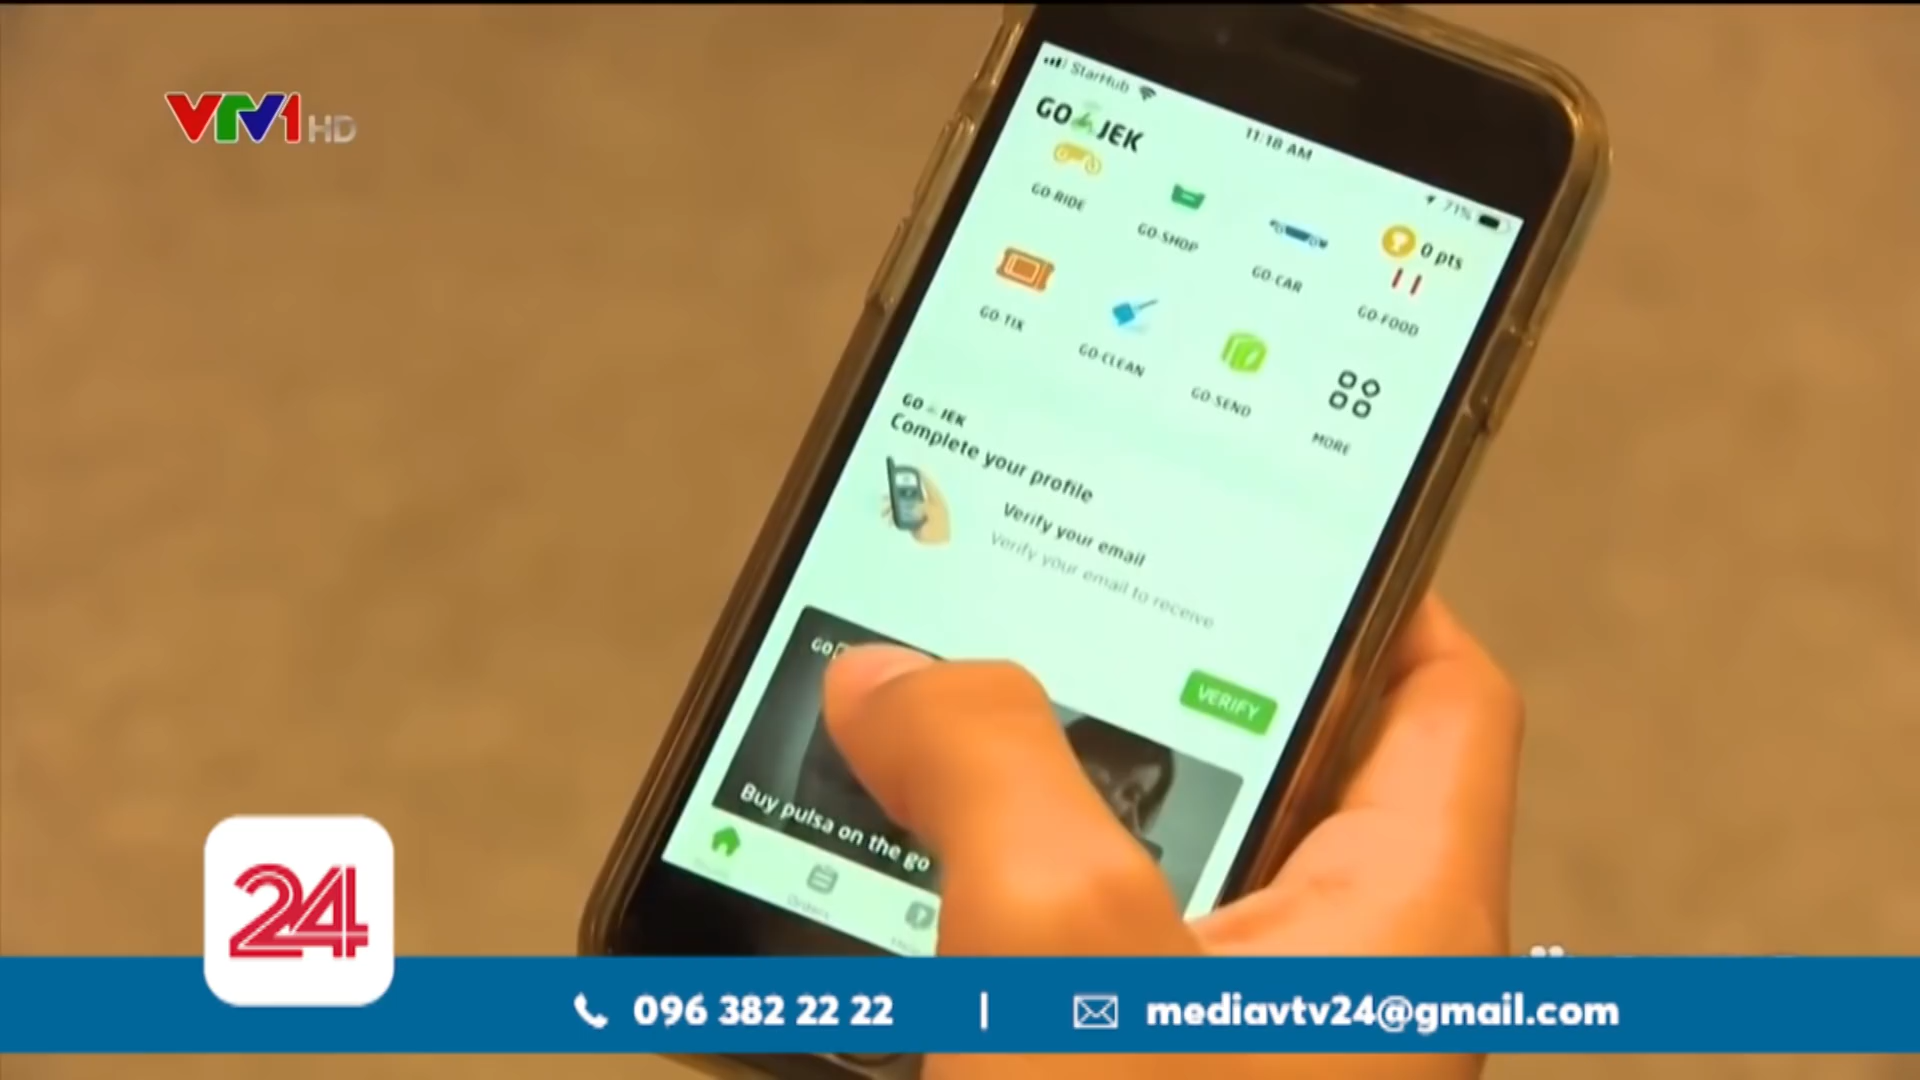 VTV1 HD
StarHub
11:18 AM
71%
GO JEK
0 pts
GO-RIDE
GO-SHOP
GO-CAR
GO-FOOD
GO-TIX
GO-CLEAN
GO-SEND
MORE
GO JEK
Complete your profile
Verify your email
Verify your email to receive
VERIFY
GO
Buy pulsa on the go
Orders
24
096 382 22 22 | mediavtv24@gmail.com